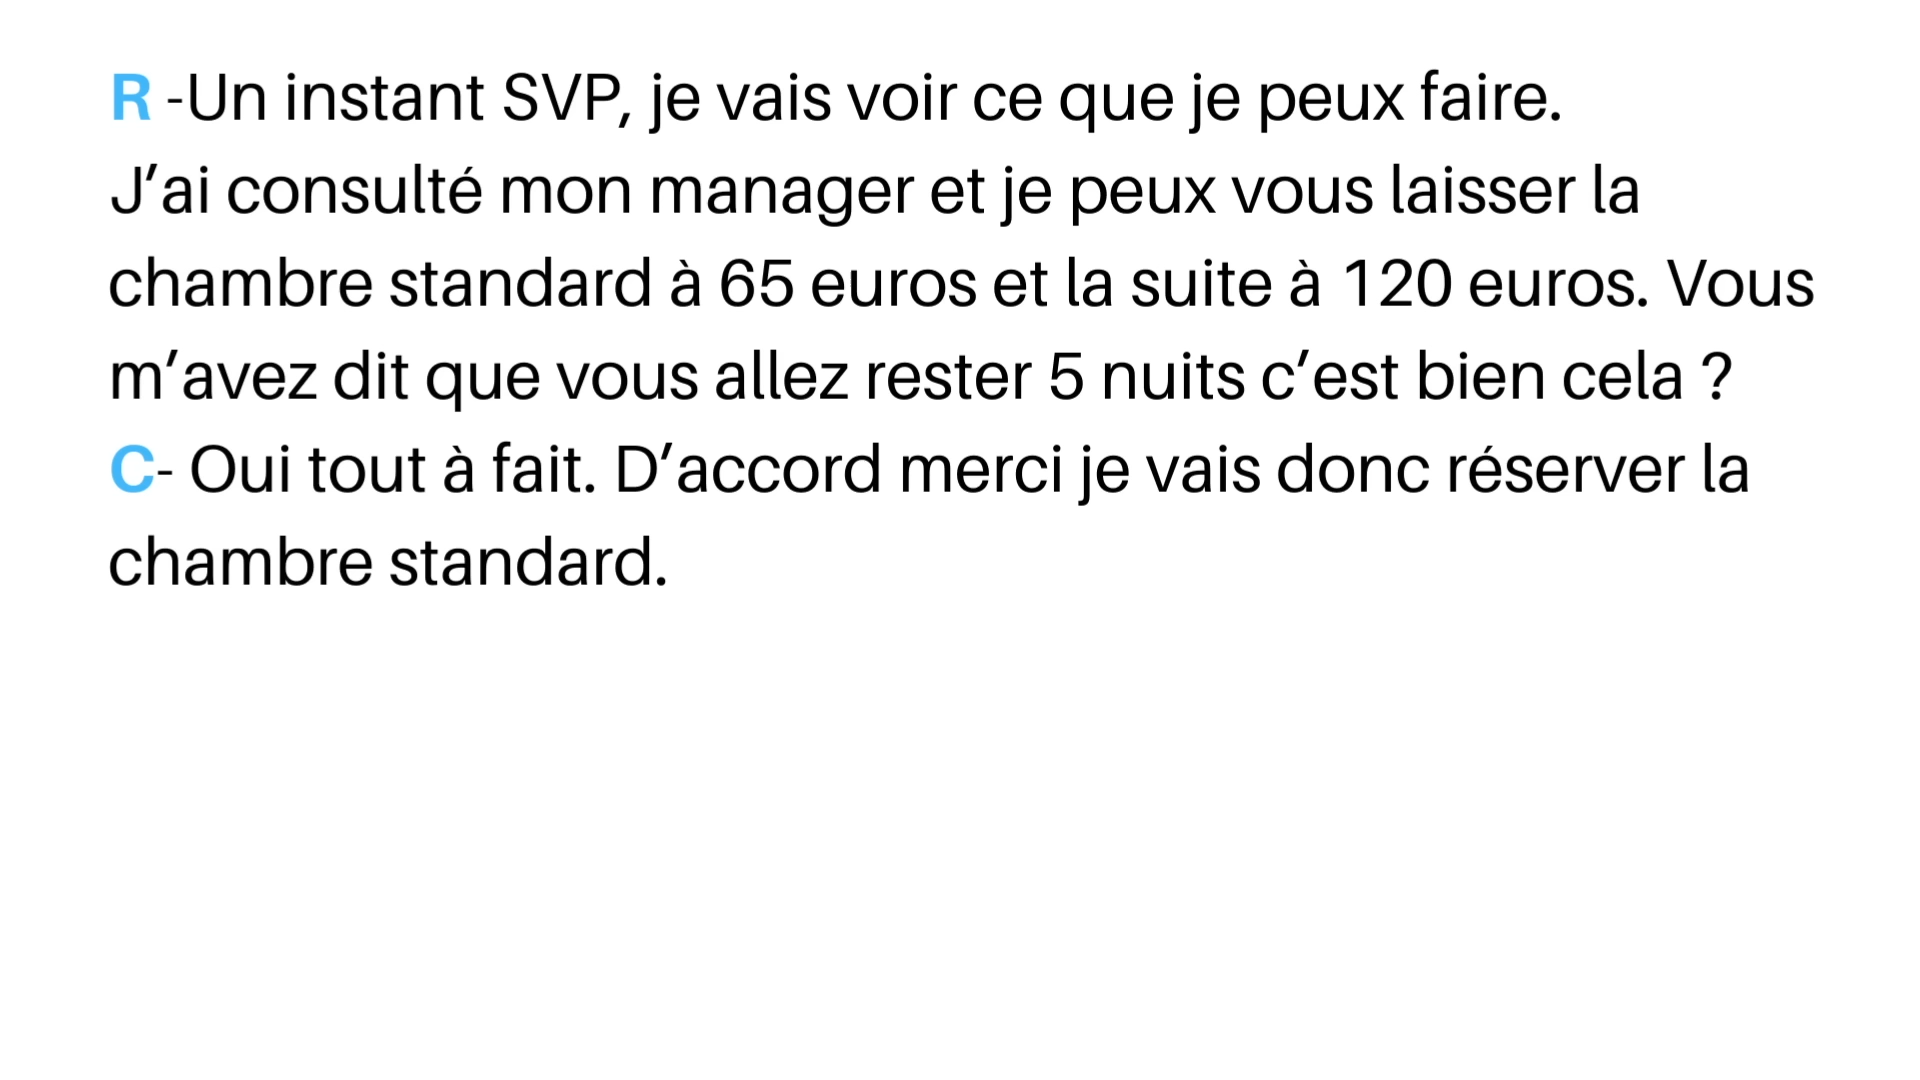 R -Un instant SVP, je vais voir ce que je peux faire.
J’ai consulté mon manager et je peux vous laisser la
chambre standard à 65 euros et la suite à 120 euros. Vous
m’avez dit que vous allez rester 5 nuits c’est bien cela ?
C- Oui tout à fait. D’accord merci je vais donc réserver la
chambre standard.